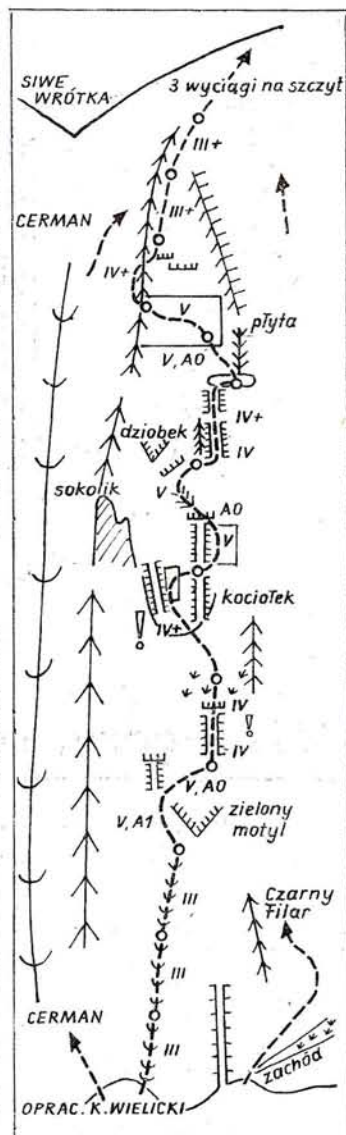 SIWE
WRÓTKA
3 wyciągi na szczyt
III+
CERMAN
III+
IV+
V
płyta
V, A0
IV+
dziobek
IV
sokolik
V
A0
V
kociołek
IV+
!
IV
!
IV
V, A0
V, A1
zielony
motyl
III
Czarny
Filar
III
CERMAN
III
zachód
OPRAC. K. WIELICKI